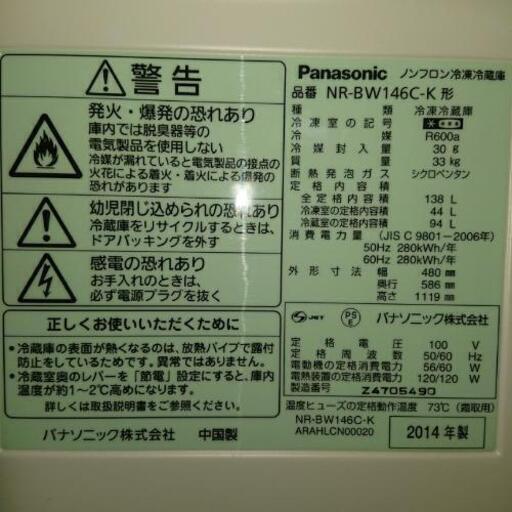 警告
発火・爆発の恐れあり
庫内では脱臭器等の
電気製品を使用しない
冷媒が漏れていると電気製品の接点の
火花による着火・着火による爆発の
恐れがあります
幼児閉じ込められの恐れあり
冷蔵庫をリサイクルするときは、
ドアパッキングを外す
感電の恐れあり
お手入れのときは、
必ず電源プラグを抜く
正しくお使いいただくために
・冷蔵庫の表面が熱くなるのは、放熱パイプで露付
防止をしているためです。異常ではありません。
・冷蔵室奥のレバーを「節電」設定にすると、庫内
温度が約1〜2℃高めになります。
詳しくは取扱説明書をご参照ください。
パナソニック株式会社 中国製
Panasonic ノンフロン冷凍冷蔵庫
品番 NR-BW146C-K 形
種類 冷凍冷蔵庫
冷凍室の記号
冷媒 R600a
冷媒封入量 30 g
質量 33 kg
断熱発泡ガス シクロペンタン
定格内容積
全定格内容積 138 L
冷凍室の定格内容積 44 L
冷蔵室の定格内容積 94 L
消費電力量 (JIS C 9801-2006年)
50Hz 280kWh/年
60Hz 280kWh/年
外形寸法 幅 480 mm
奥行 586 mm
高さ 1119 mm
JET PS E パナソニック株式会社
定格電圧 100 V
定格周波数 50/60 Hz
電動機の定格消費電力 56/60 W
電熱装置の定格消費電力 120/120 W
製造番号 Z4705490
温度ヒューズの定格動作温度 73℃ (霜取用)
NR-BW146C-K
ARAHLCN00020
2014 年製